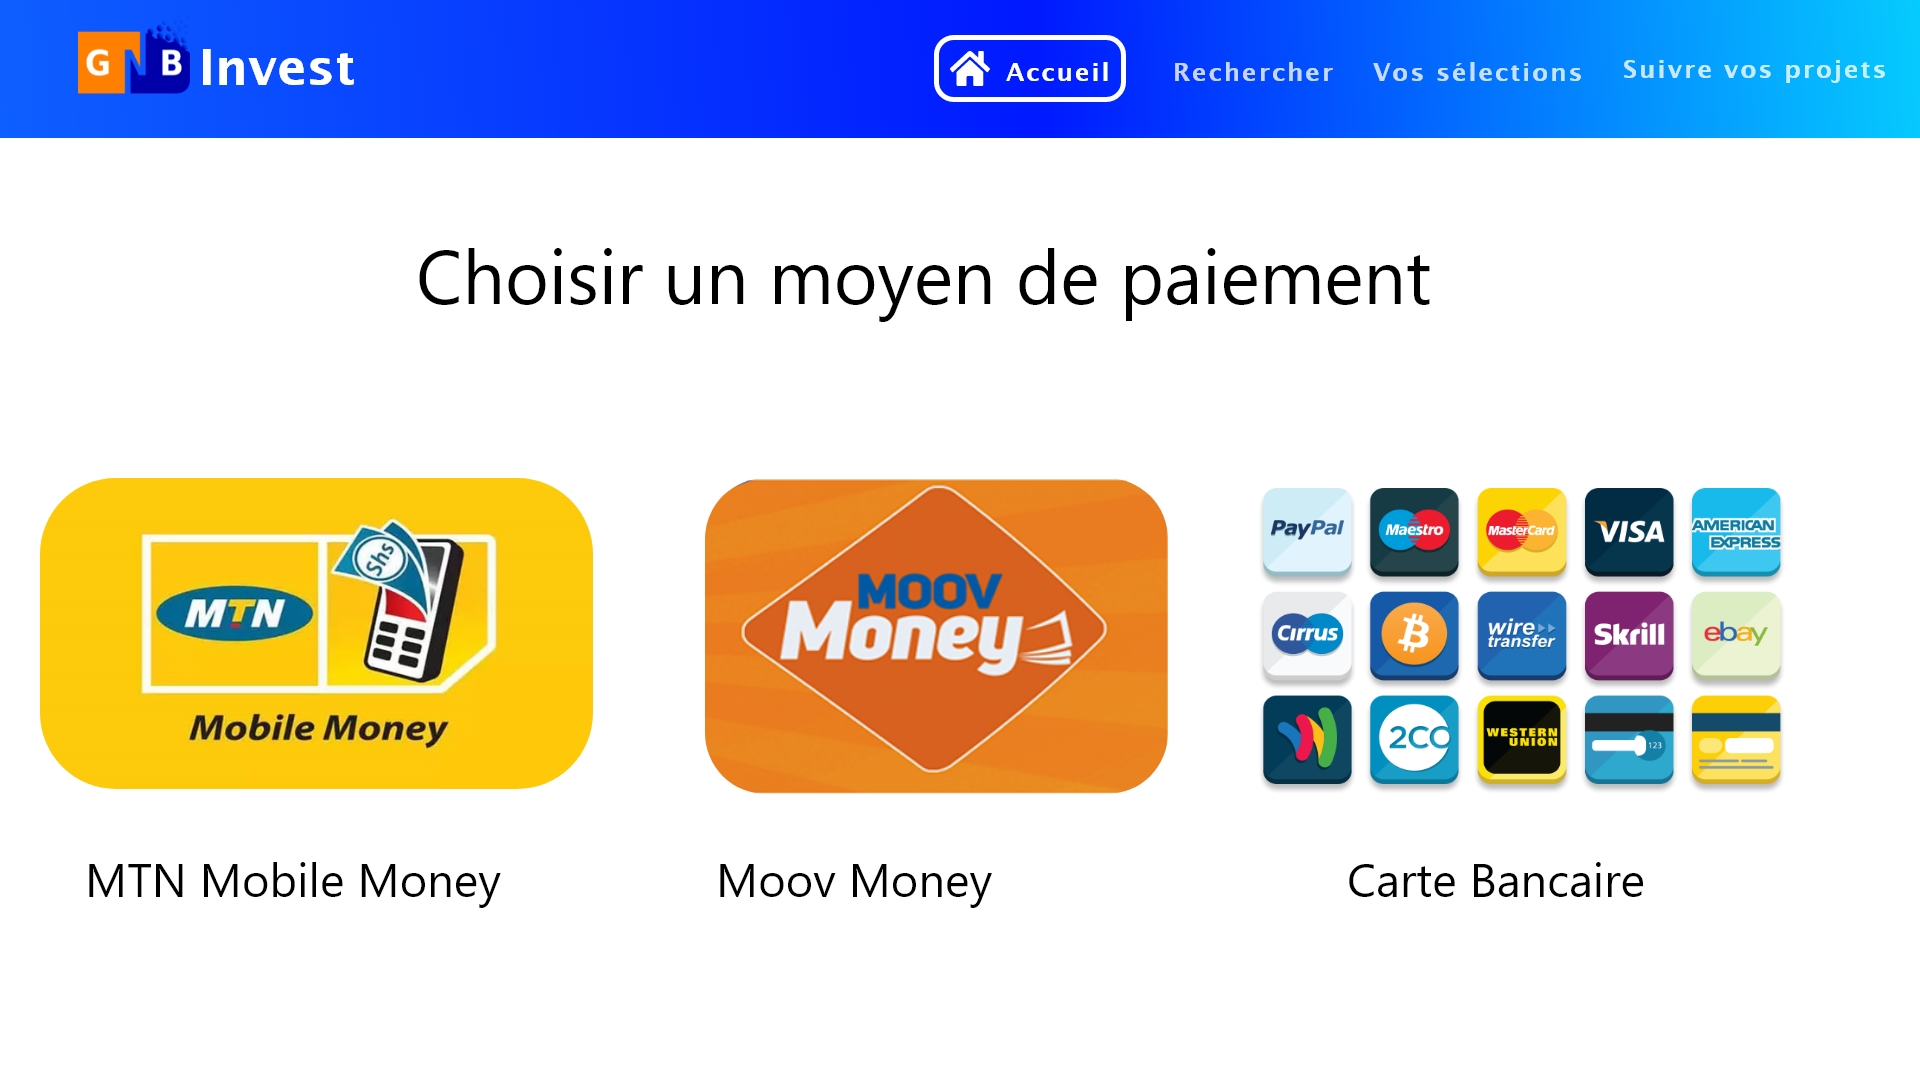 GNB Invest
Accueil
Rechercher
Vos sélections
Suivre vos projets
Choisir un moyen de paiement
MTN
Shs
Mobile Money
MOOV
Money
PayPal
Maestro
MasterCard
VISA
AMERICAN
EXPRESS
Cirrus
wire
transfer
Skrill
ebay
2CO
WESTERN
UNION
123
MTN Mobile Money
Moov Money
Carte Bancaire